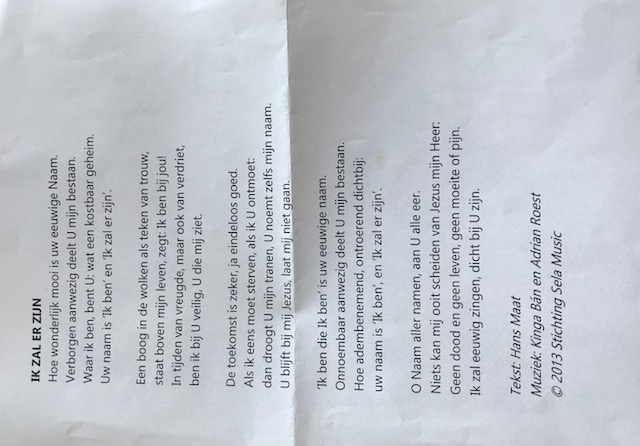 IK ZAL ER ZIJN
Hoe wonderlijk mooi is uw eeuwige Naam.
Verborgen aanwezig deelt U mijn bestaan.
Waar ik ben, bent U: wat een kostbaar geheim.
Uw naam is 'Ik ben' en 'Ik zal er zijn'.
Een boog in de wolken als teken van trouw,
staat boven mijn leven, zegt: Ik ben bij jou!
In tijden van vreugde, maar ook van verdriet,
ben ik bij U veilig, U die mij ziet.
De toekomst is zeker, ja eindeloos goed.
Als ik eens moet sterven, als ik U ontmoet:
dan droogt U mijn tranen, U noemt zelfs mijn naam.
U blijft bij mij Jezus, laat mij niet gaan.
'Ik ben die Ik ben' is uw eeuwige naam.
Onnoembaar aanwezig deelt U mijn bestaan.
Hoe adembenemend, ontroerend dichtbij:
uw naam is 'Ik ben', en 'Ik zal er zijn'.
O Naam aller namen, aan U alle eer.
Niets kan mij ooit scheiden van Jezus mijn Heer:
Geen dood en geen leven, geen moeite of pijn.
Ik zal eeuwig zingen, dicht bij U zijn.
Tekst: Hans Maat
Muziek: Kinga Bán en Adrian Roest
© 2013 Stichting Sela Music